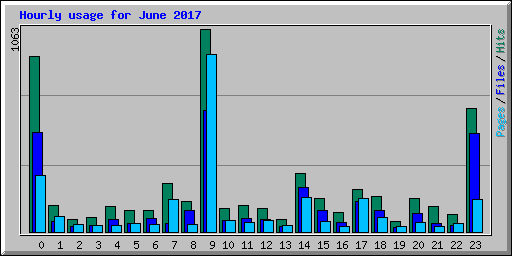 Hourly usage for June 2017
1063
Pages / Files / Hits
0 1 2 3 4 5 6 7 8 9 10 11 12 13 14 15 16 17 18 19 20 21 22 23